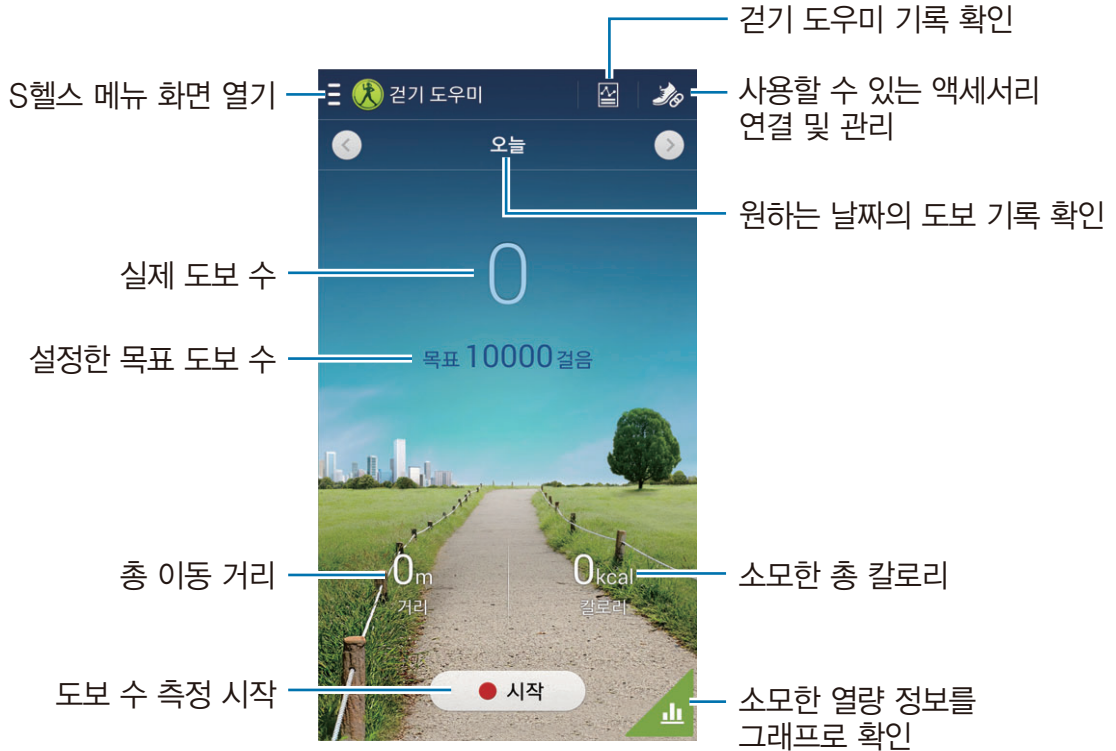 걷기 도우미 기록 확인
S헬스 메뉴 화면 열기
걷기 도우미
사용할 수 있는 액세서리
연결 및 관리
오늘
원하는 날짜의 도보 기록 확인
실제 도보 수
0
설정한 목표 도보 수
목표 10000 걸음
총 이동 거리
0m
거리
0kcal
칼로리
소모한 총 칼로리
도보 수 측정 시작
시작
소모한 열량 정보를
그래프로 확인